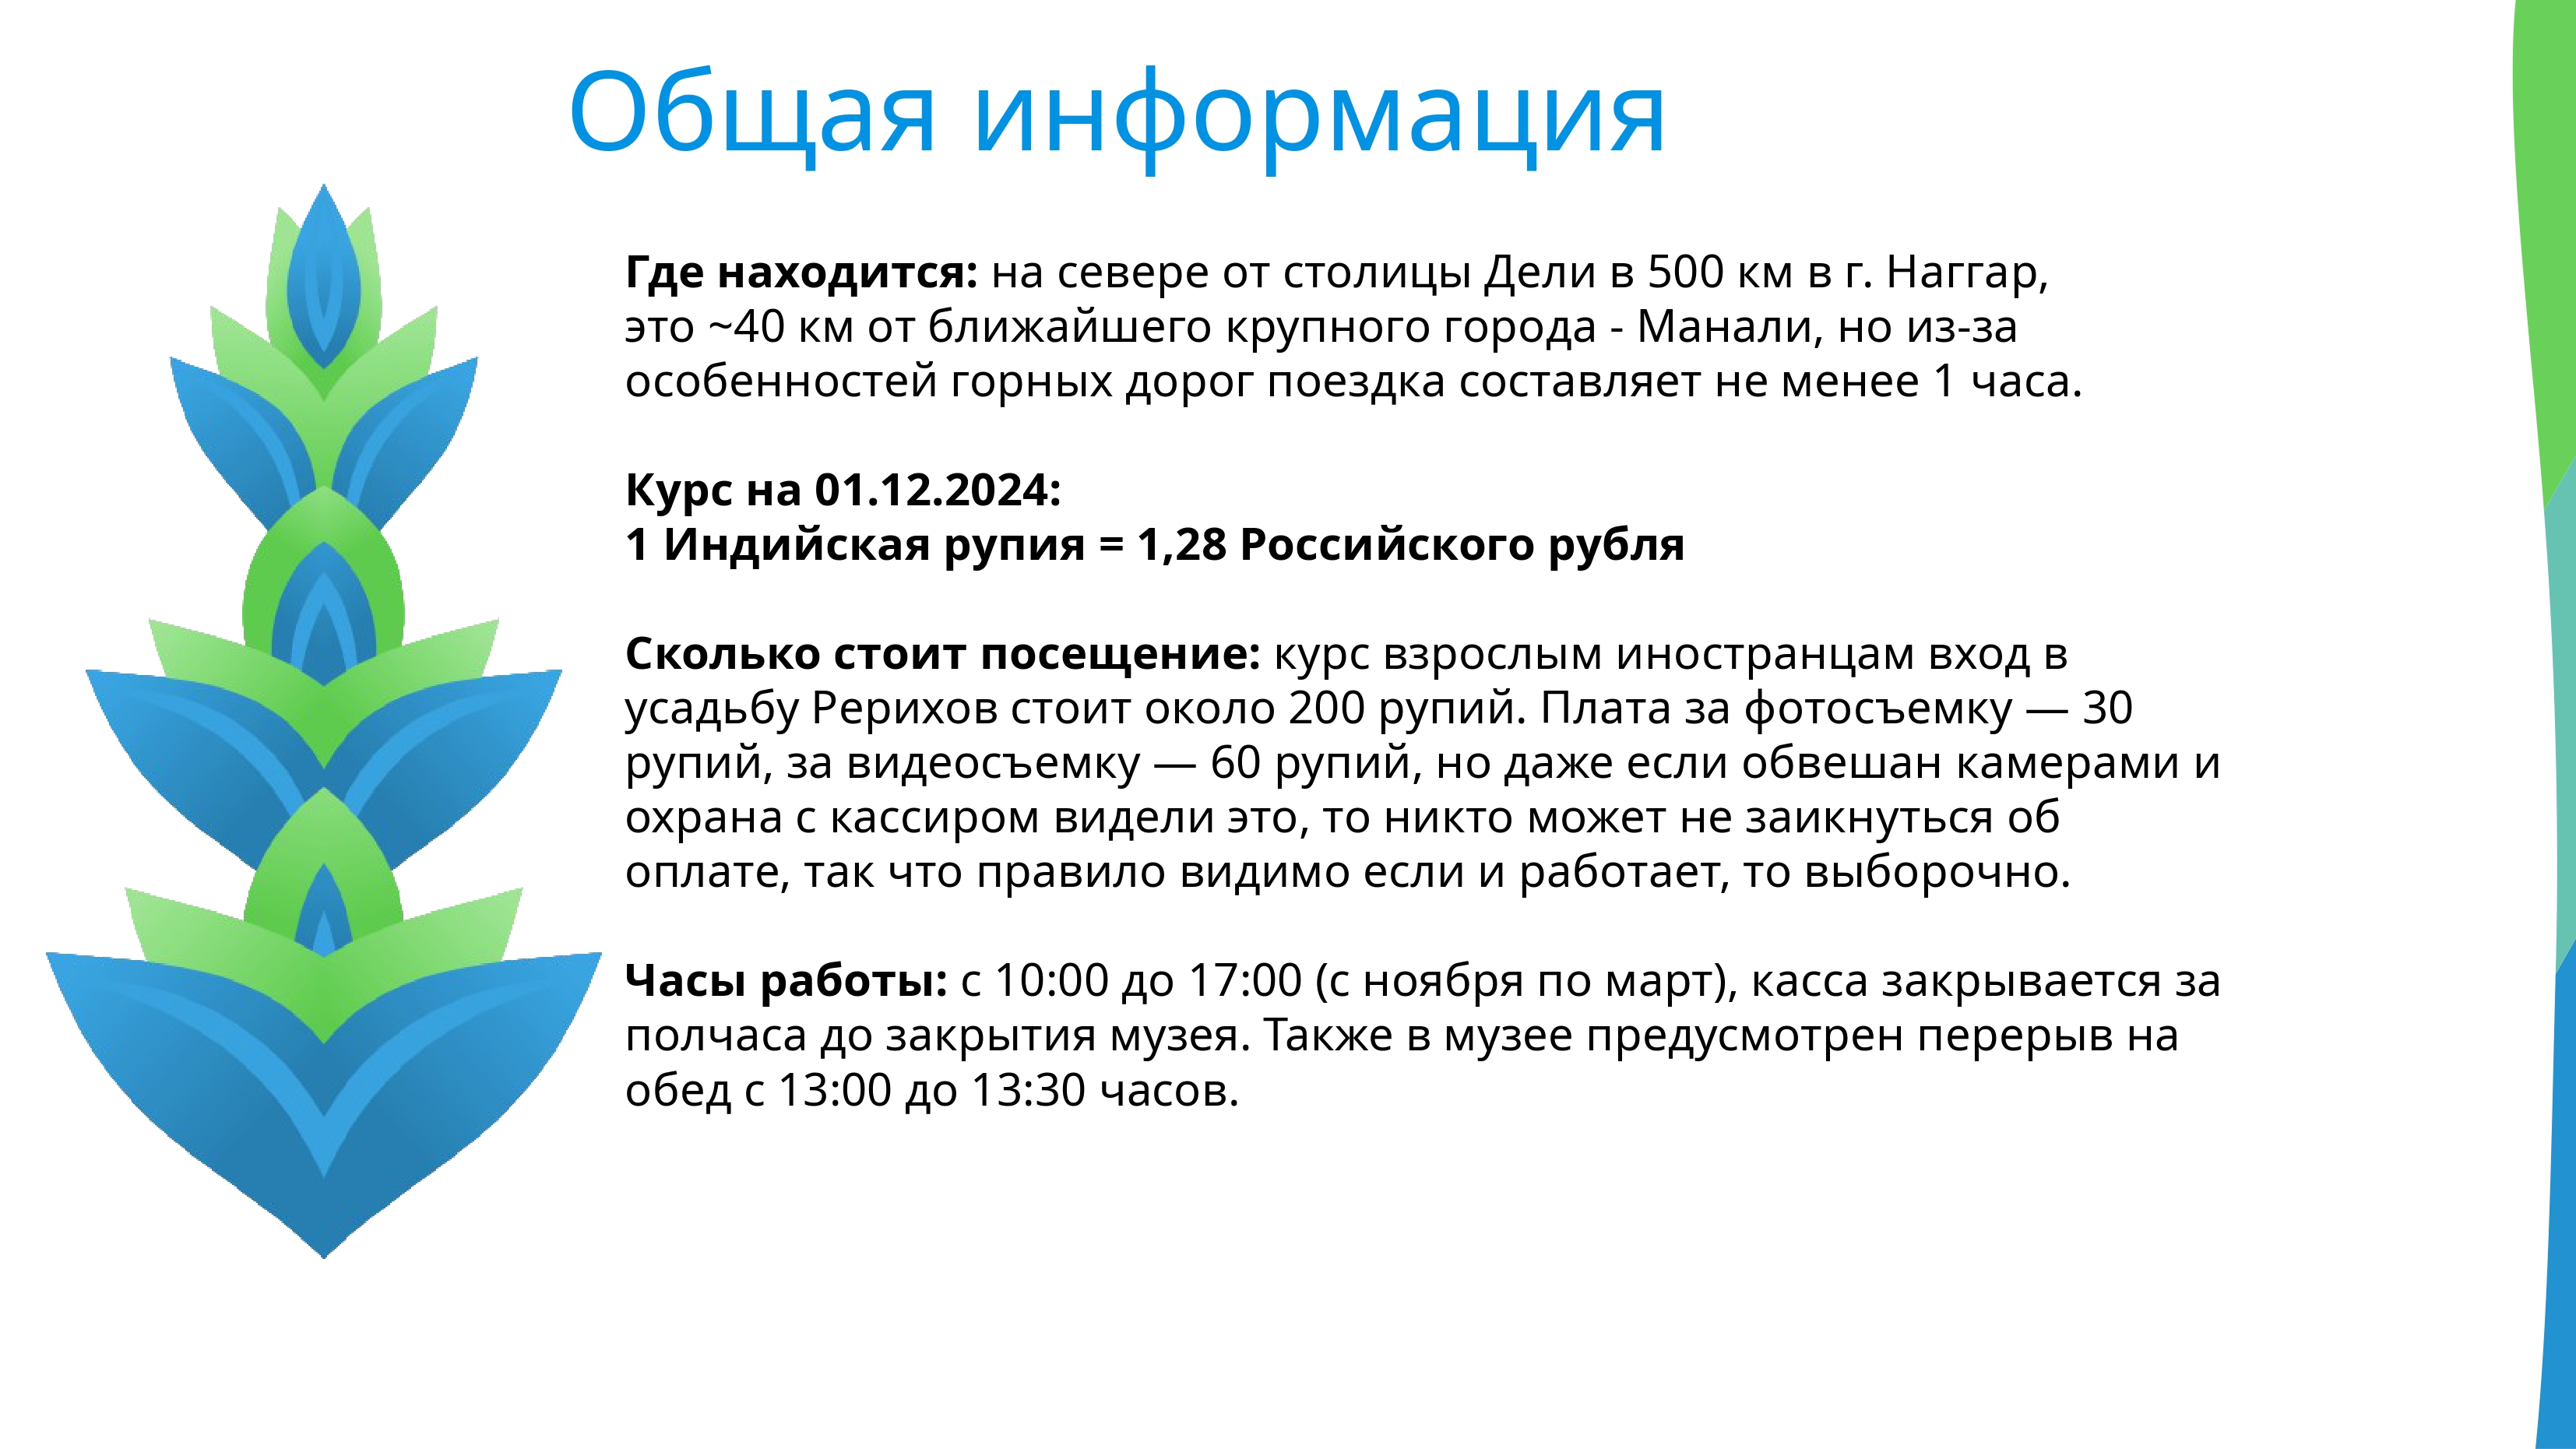 Общая информация
Где находится: на севере от столицы Дели в 500 км в г. Наггар,
это ~40 км от ближайшего крупного города - Манали, но из-за
особенностей горных дорог поездка составляет не менее 1 часа.
Курс на 01.12.2024:
1 Индийская рупия = 1,28 Российского рубля
Сколько стоит посещение: курс взрослым иностранцам вход в
усадьбу Рерихов стоит около 200 рупий. Плата за фотосъемку — 30
рупий, за видеосъемку — 60 рупий, но даже если обвешан камерами и
охрана с кассиром видели это, то никто может не заикнуться об
оплате, так что правило видимо если и работает, то выборочно.
Часы работы: с 10:00 до 17:00 (с ноября по март), касса закрывается за
полчаса до закрытия музея. Также в музее предусмотрен перерыв на
обед с 13:00 до 13:30 часов.